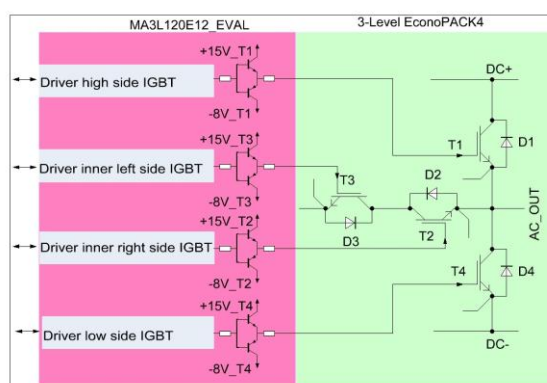 MA3L120E12_EVAL
3-Level EconoPACK4
+15V_T1
DC+
Driver high side IGBT
-8V_T1
T1
D1
+15V_T3
Driver inner left side IGBT
-8V_T3
T3
D2
AC_OUT
+15V_T2
Driver inner right side IGBT
-8V_T2
D3
T2
T4
D4
+15V_T4
Driver low side IGBT
-8V_T4
DC-